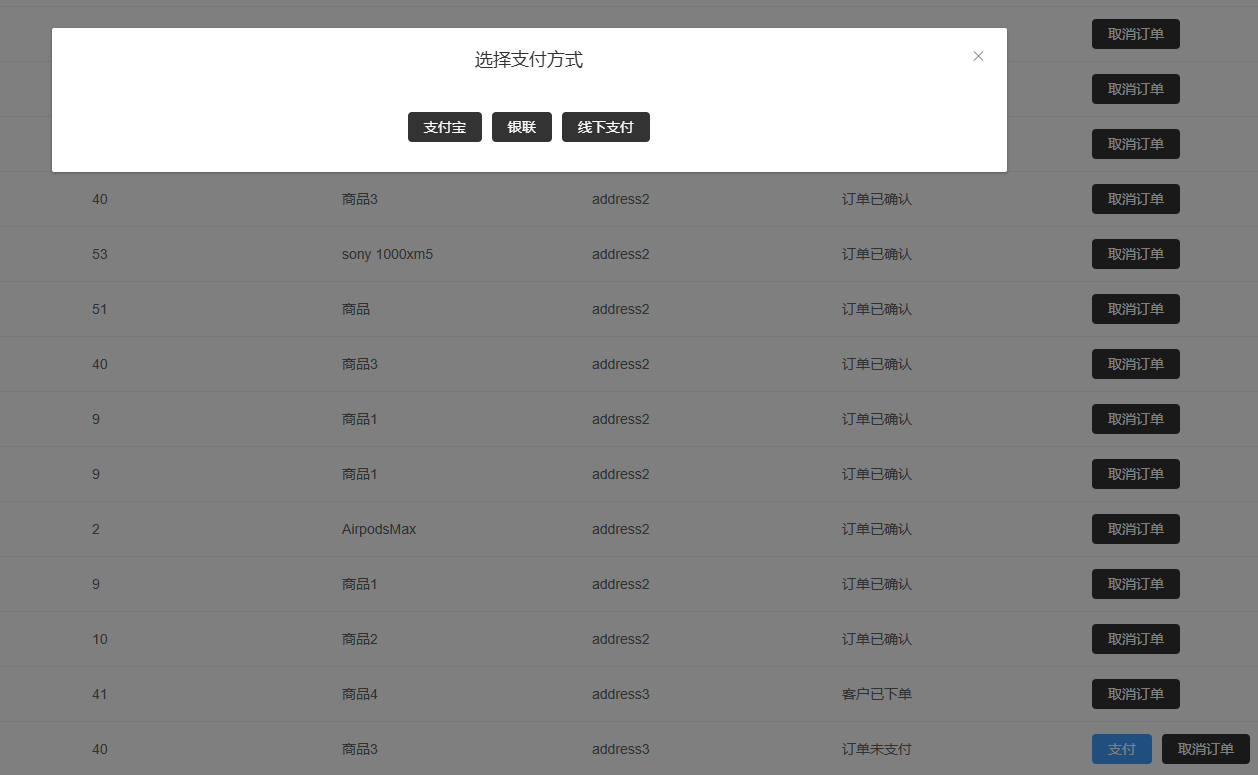 取消订单
选择支付方式
取消订单
支付宝 银联 线下支付
取消订单
40 商品3 address2 订单已确认 取消订单
53 sony 1000xm5 address2 订单已确认 取消订单
51 商品 address2 订单已确认 取消订单
40 商品3 address2 订单已确认 取消订单
9 商品1 address2 订单已确认 取消订单
9 商品1 address2 订单已确认 取消订单
2 AirpodsMax address2 订单已确认 取消订单
9 商品1 address2 订单已确认 取消订单
10 商品2 address2 订单已确认 取消订单
41 商品4 address3 客户已下单 取消订单
40 商品3 address3 订单未支付 支付 取消订单